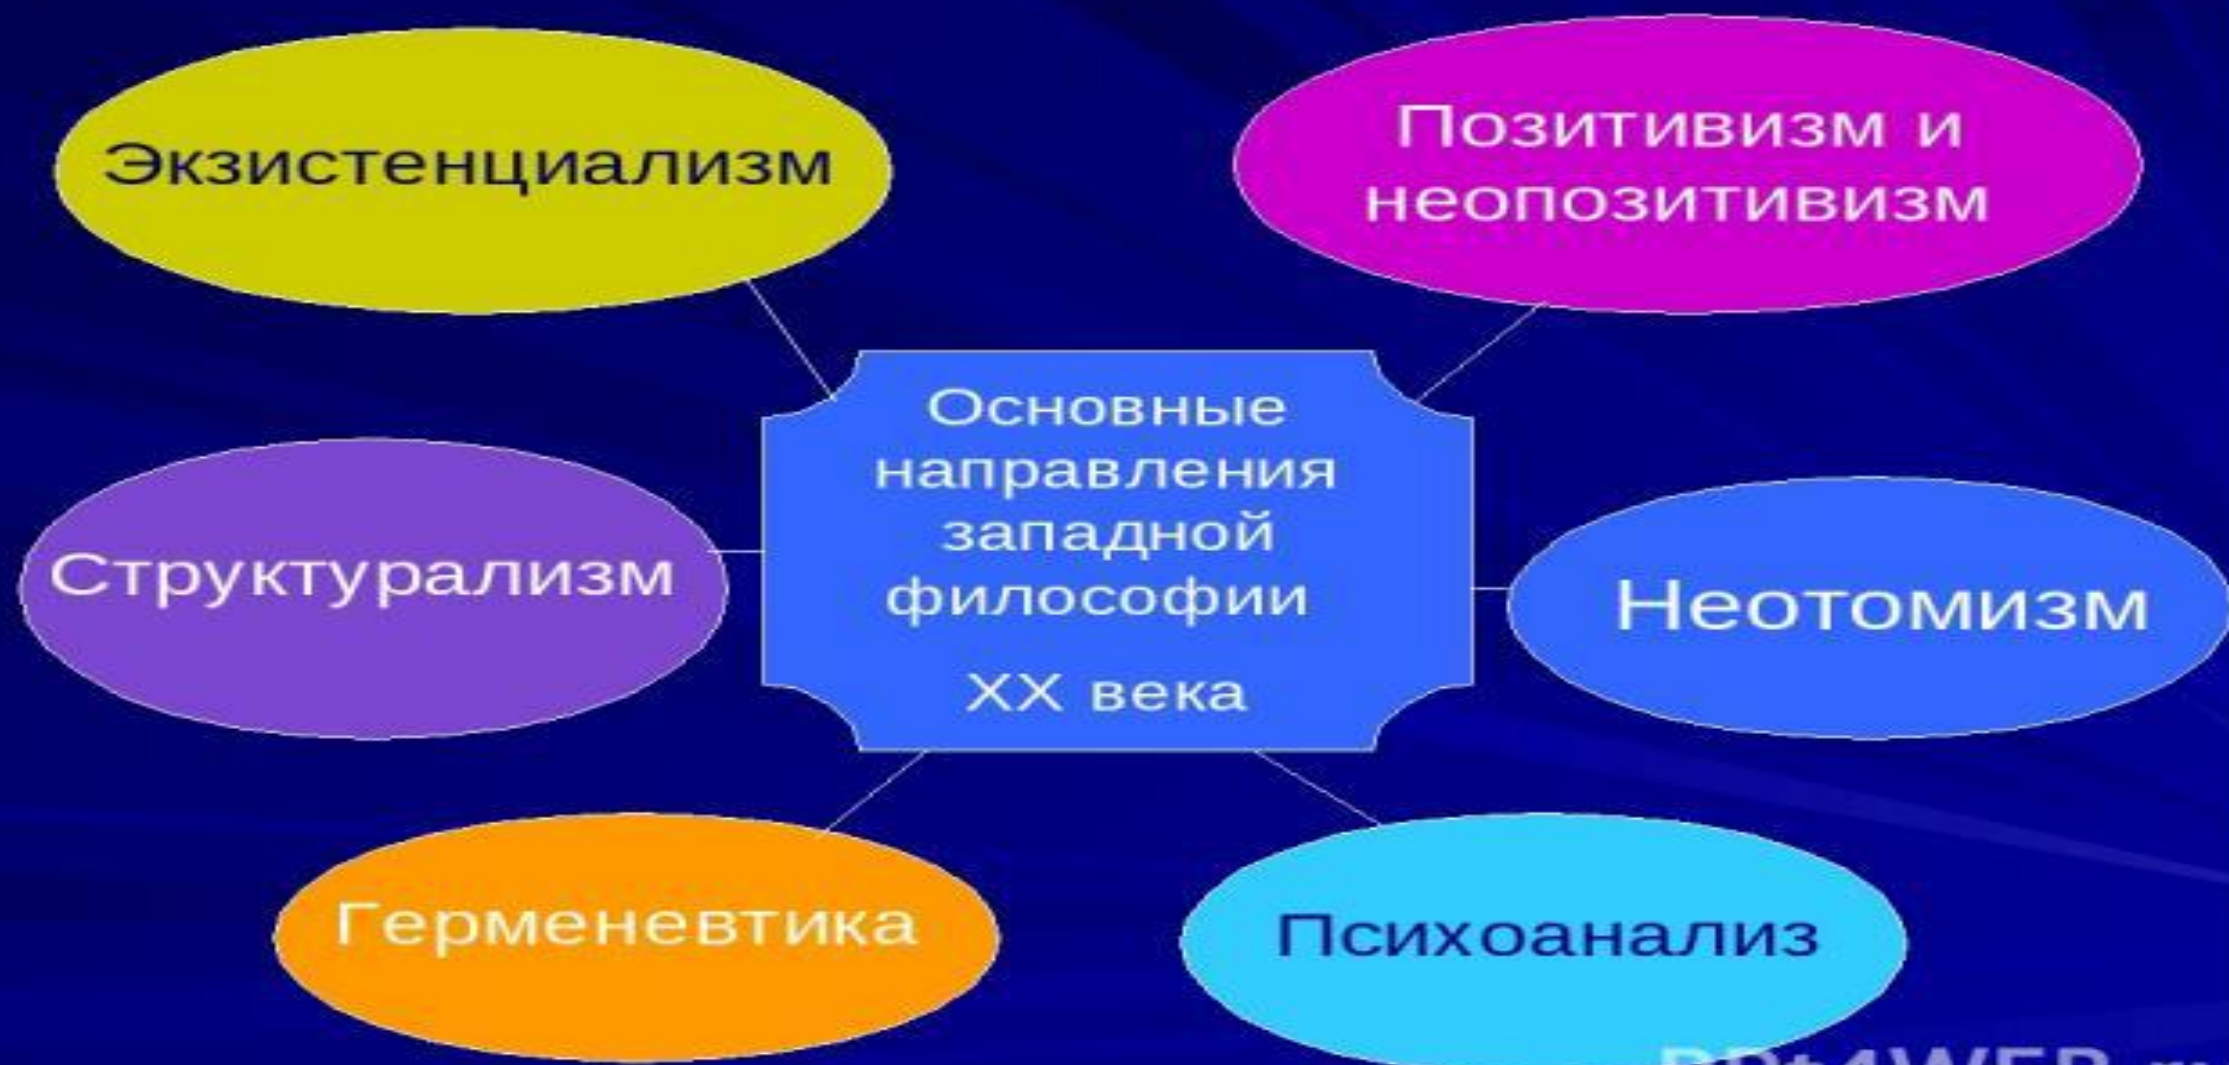 Экзистенциализм
Позитивизм и
неопозитивизм
Основные
направления
западной
философии
XX века
Структурализм
Неотомизм
Герменевтика
Психоанализ